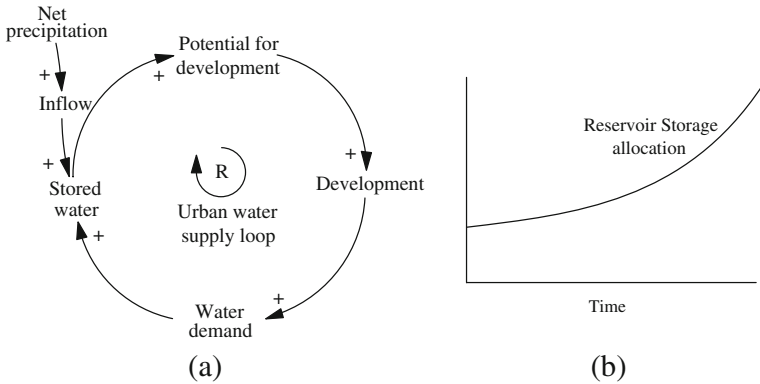 Net
precipitation
+
Inflow
+
Stored
water
+
Potential for
development
+
Development
+
Water
demand
+
R
Urban water
supply loop
(a)
Reservoir Storage
allocation
Time
(b)